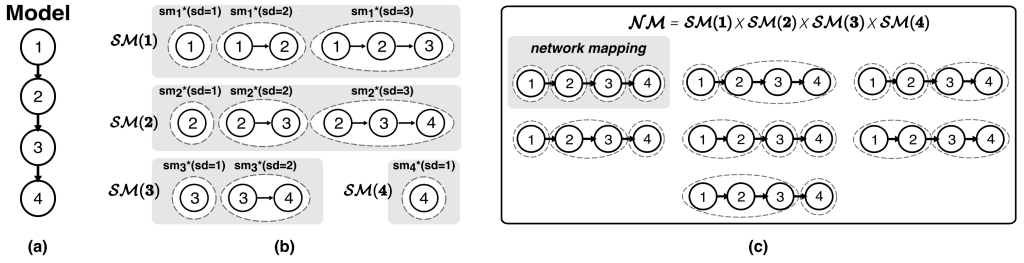 Model
1
2
3
4
(a)
sm1*(sd=1) sm1*(sd=2) sm1*(sd=3)
SM(1) 1 1 2 1 2 3
sm2*(sd=1) sm2*(sd=2) sm2*(sd=3)
SM(2) 2 2 3 2 3 4
sm3*(sd=1) sm3*(sd=2) sm4*(sd=1)
SM(3) 3 3 4 SM(4) 4
(b)
NM = SM(1) X SM(2) X SM(3) X SM(4)
network mapping
1 2 3 4 1 2 3 4 1 2 3 4
1 2 3 4 1 2 3 4 1 2 3 4
1 2 3 4
(c)